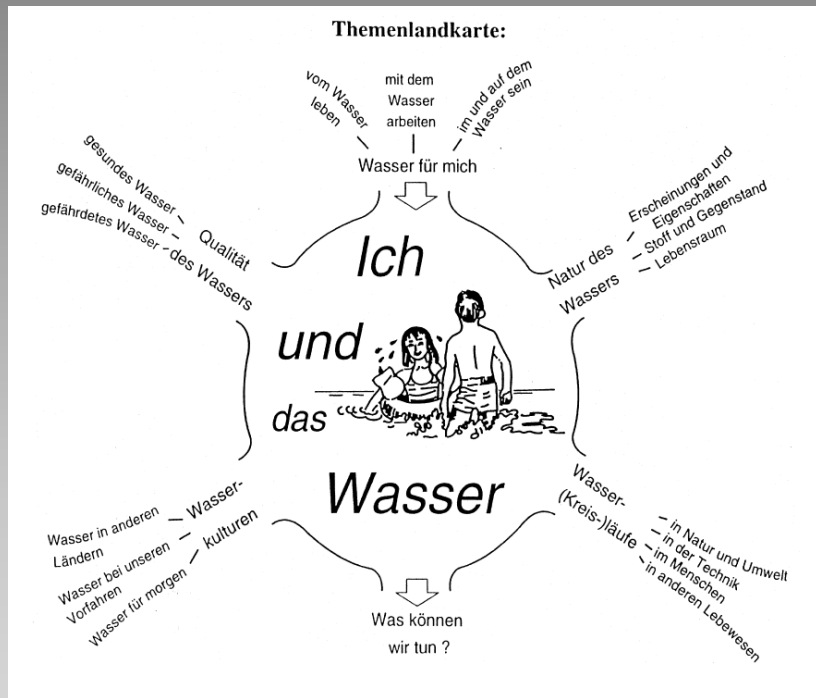 Themenlandkarte:
vom Wasser
leben
mit dem
Wasser
arbeiten
im und auf dem
Wasser sein
Wasser für mich
gesundes Wasser
gefährliches Wasser
gefährdetes Wasser
Qualität
des Wassers
Erscheinungen und
Eigenschaften
Stoff und Gegenstand
Lebensraum
Natur des
Wassers
Ich
und
das
Wasser
Wasser-
kulturen
Wasser in anderen
Ländern
Wasser bei unseren
Vorfahren
Wasser für morgen
Wasser-
(Kreis-)läufe
in Natur und Umwelt
in der Technik
im Menschen
in anderen Lebewesen
Was können
wir tun ?